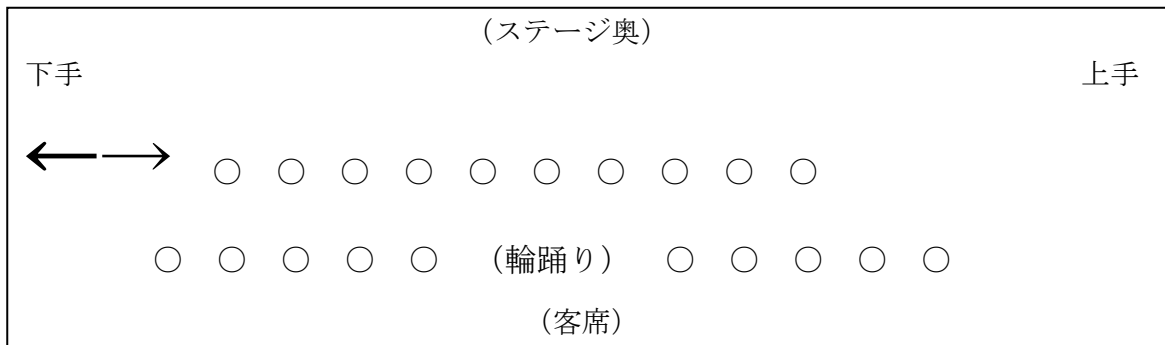 （ステージ奥）
下手 上手
○ ○ ○ ○ ○ ○ ○ ○ ○ ○
○ ○ ○ ○ ○ （輪踊り） ○ ○ ○ ○ ○
（客席）